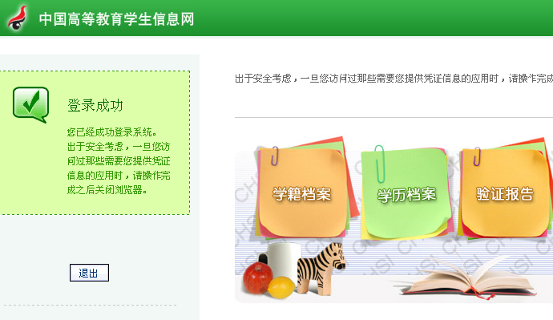 中国高等教育学生信息网
登录成功
您已经成功登录系统。
出于安全考虑，一旦您访
问过那些需要您提供凭证
信息的应用时，请操作完
成之后关闭浏览器。
退出
出于安全考虑，一旦您访问过那些需要您提供凭证信息的应用时，请操作完成
学籍档案
学历档案
验证报告
CHSI CHSI CHSI CHSI